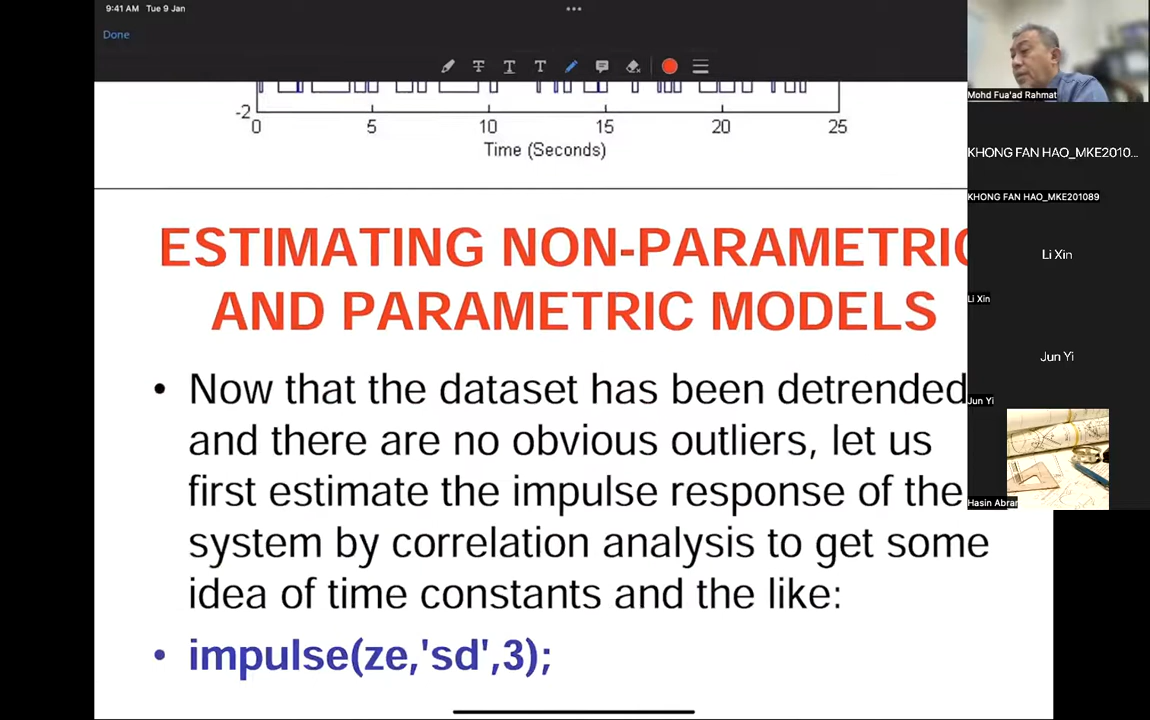 9:41 AM Tue 9 Jan
Done
-2
0 5 10 15 20 25
Time (Seconds)
ESTIMATING NON-PARAMETRIC
AND PARAMETRIC MODELS
• Now that the dataset has been detrended
and there are no obvious outliers, let us
first estimate the impulse response of the
system by correlation analysis to get some
idea of time constants and the like:
• impulse(ze,'sd',3);
Mohd Fua'ad Rahmat
KHONG FAN HAO_MKE2010...
KHONG FAN HAO_MKE201089
Li Xin
Li Xin
Jun Yi
Jun Yi
Hasin Abrar